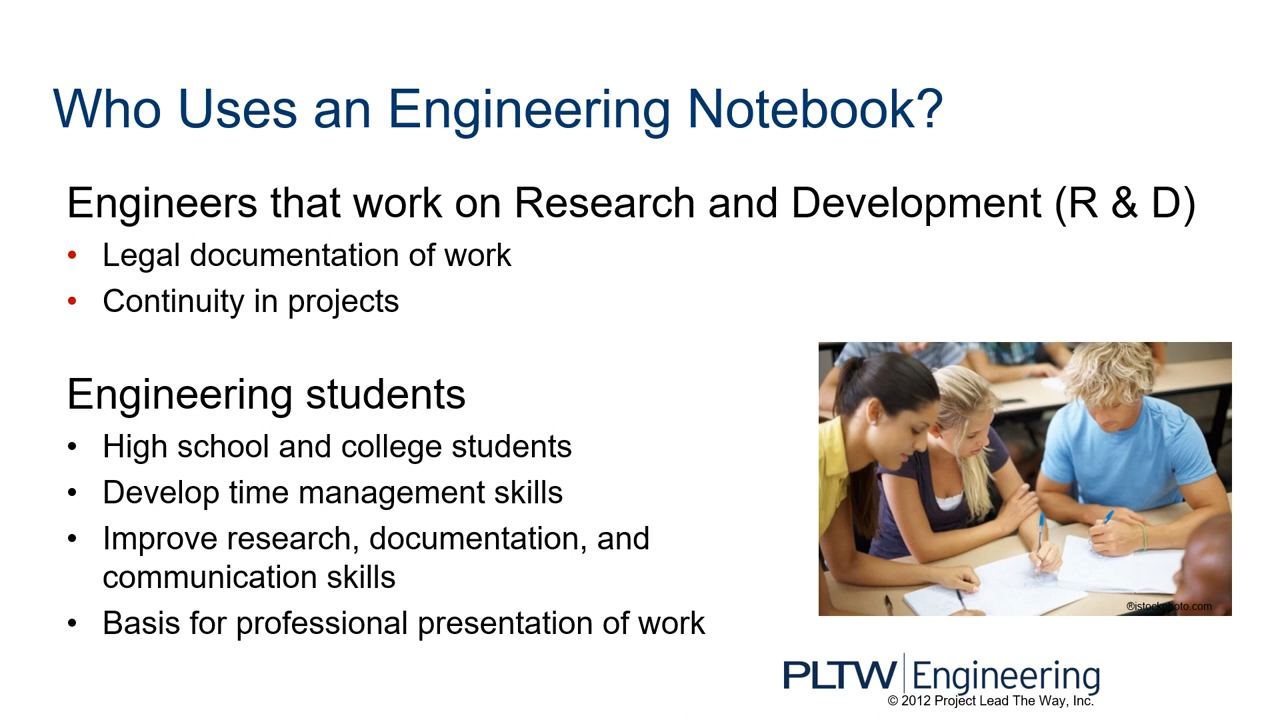 Who Uses an Engineering Notebook?
Engineers that work on Research and Development (R & D)
• Legal documentation of work
• Continuity in projects
Engineering students
• High school and college students
• Develop time management skills
• Improve research, documentation, and
communication skills
• Basis for professional presentation of work
®istockphoto.com
PLTW Engineering
© 2012 Project Lead The Way, Inc.